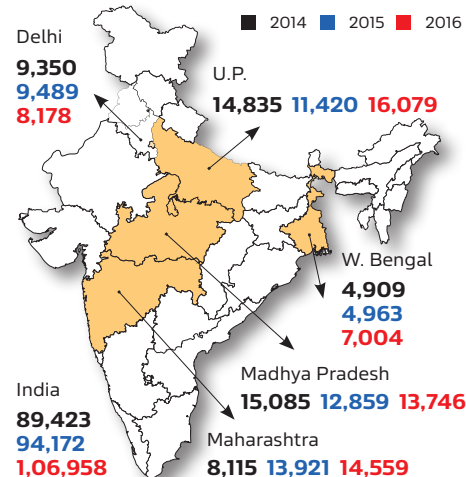 2014 2015 2016
Delhi
9,350
9,489
8,178
U.P.
14,835 11,420 16,079
W. Bengal
4,909
4,963
7,004
Madhya Pradesh
15,085 12,859 13,746
India
89,423
94,172
1,06,958
Maharashtra
8,115 13,921 14,559